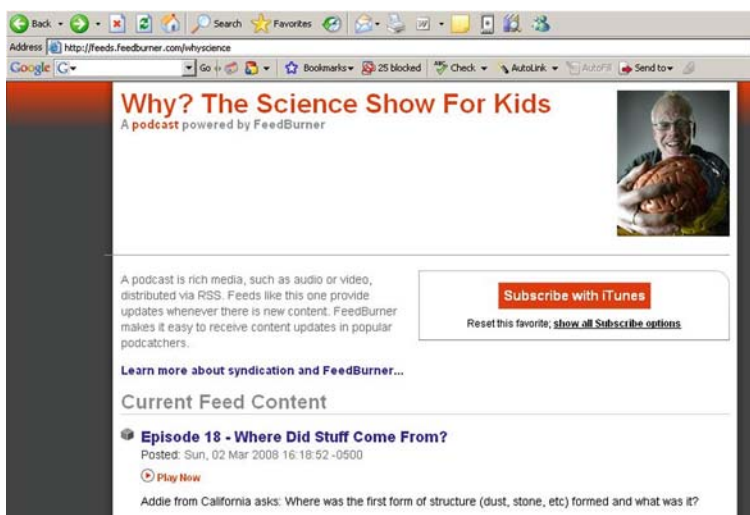 Back Search Favorites
Address http://feeds.feedburner.com/whyscience
Google G Go Bookmarks 25 blocked ABC Check AutoLink AutoFill Send to
Why? The Science Show For Kids
A podcast powered by FeedBurner
A podcast is rich media, such as audio or video,
distributed via RSS. Feeds like this one provide
updates whenever there is new content. FeedBurner
makes it easy to receive content updates in popular
podcatchers.
Learn more about syndication and FeedBurner...
Subscribe with iTunes
Reset this favorite; show all Subscribe options
Current Feed Content
Episode 18 - Where Did Stuff Come From?
Posted: Sun, 02 Mar 2008 16:18:52 -0500
Play Now
Addie from California asks: Where was the first form of structure (dust, stone, etc) formed and what was it?